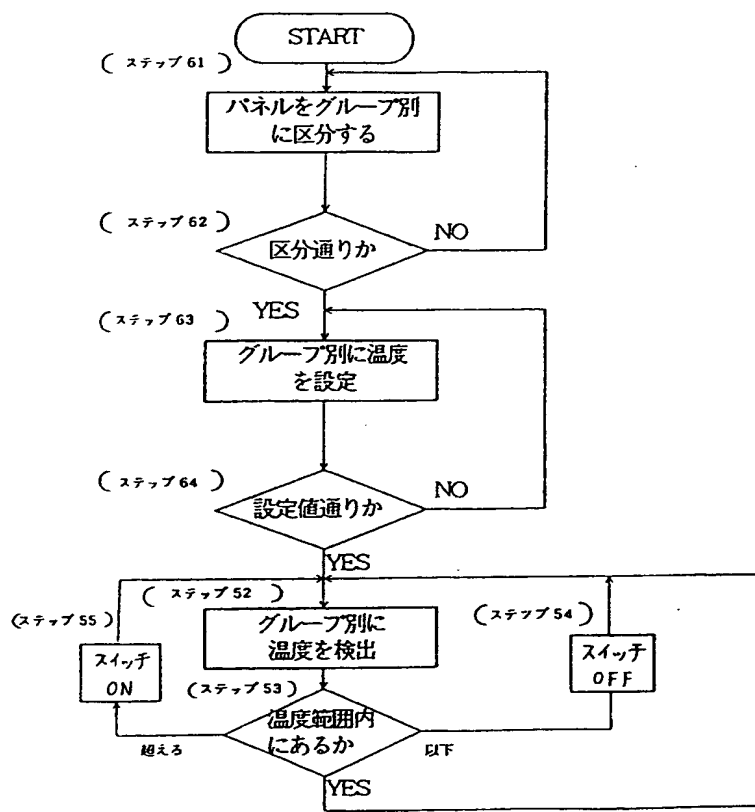 START
( ステップ 61 )
パネルをグループ別
に区分する
( ステップ 62 )
区分通りか
NO
YES
(ステップ 63 )
グループ別に温度
を設定
( ステップ 64 )
設定値通りか
NO
YES
( ステップ 52 )
(ステップ 55 )
(ステップ 54 )
グループ別に
温度を検出
スイッチ
ON
スイッチ
OFF
(ステップ 53 )
温度範囲内
にあるか
超えろ
以下
YES